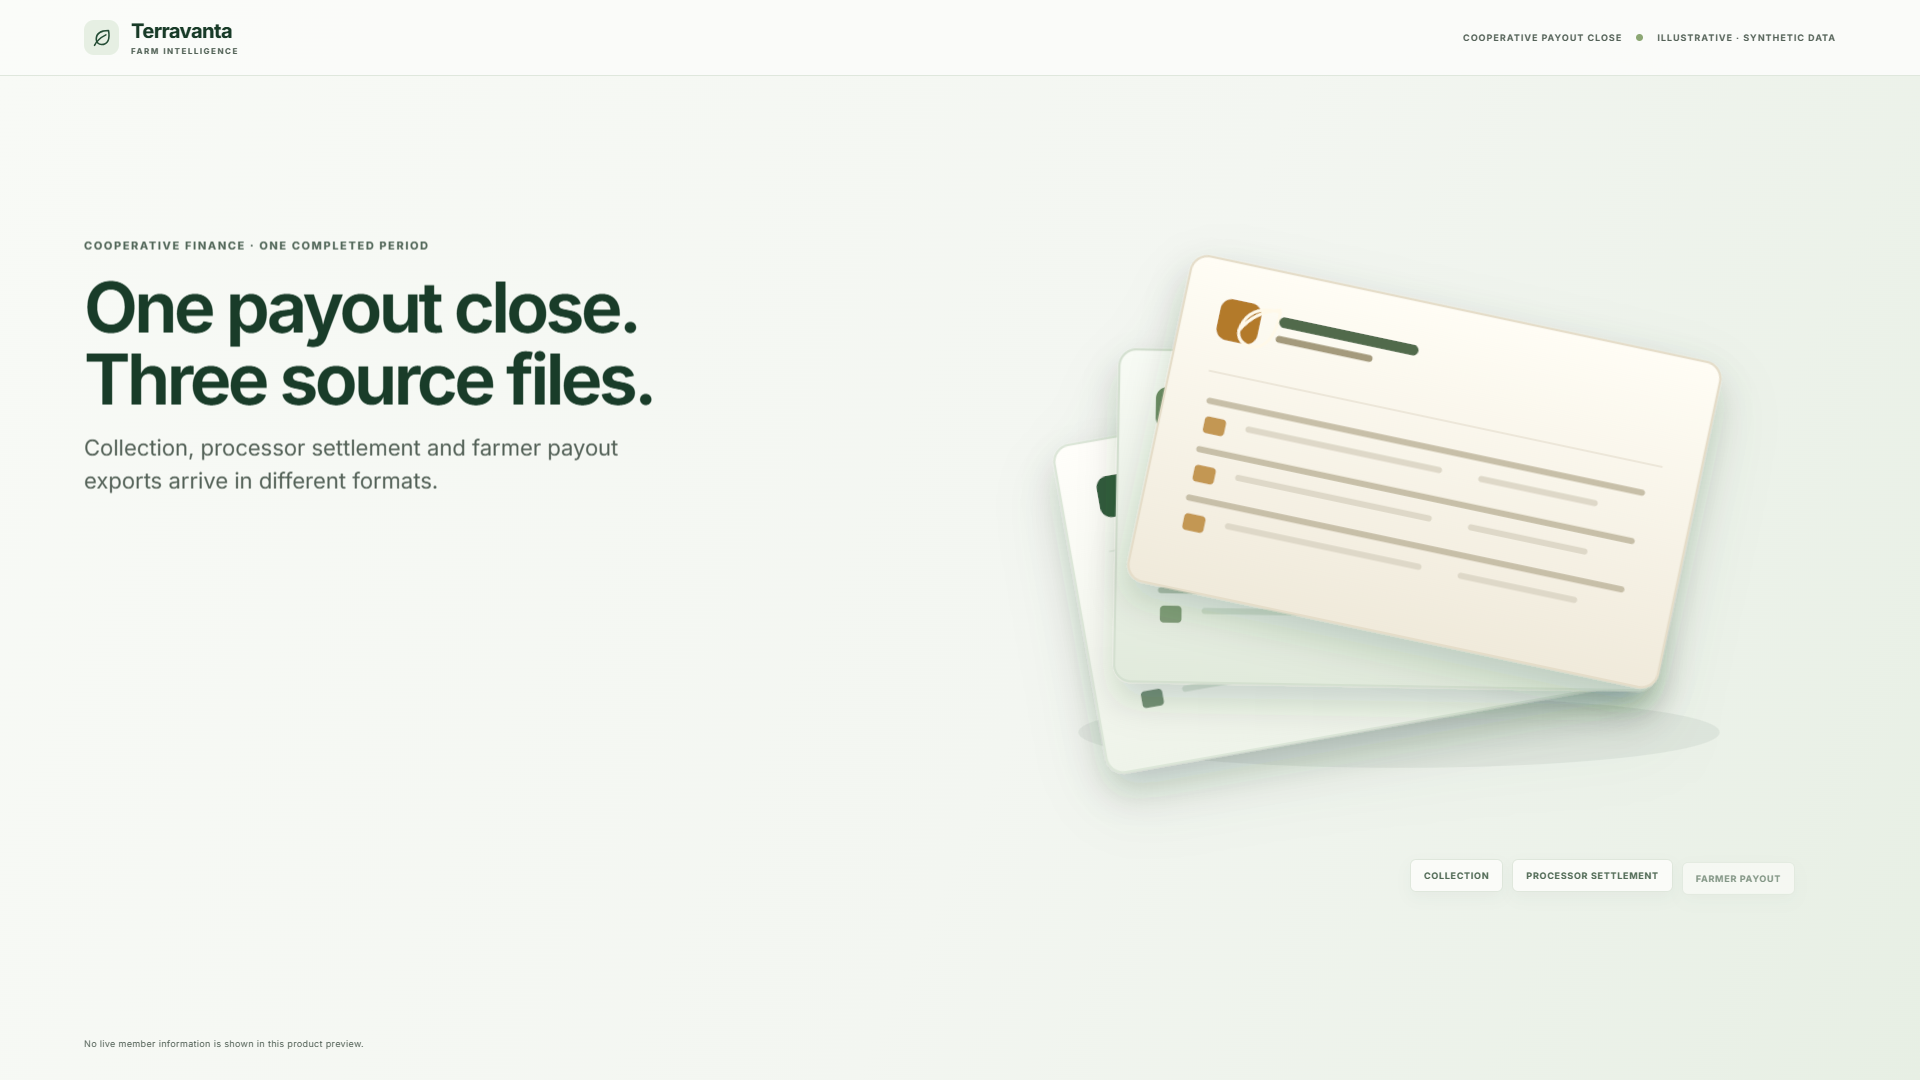 Terravanta
FARM INTELLIGENCE
COOPERATIVE PAYOUT CLOSE
ILLUSTRATIVE · SYNTHETIC DATA
COOPERATIVE FINANCE · ONE COMPLETED PERIOD
One payout close.
Three source files.
Collection, processor settlement and farmer payout
exports arrive in different formats.
COLLECTION
PROCESSOR SETTLEMENT
FARMER PAYOUT
No live member information is shown in this product preview.